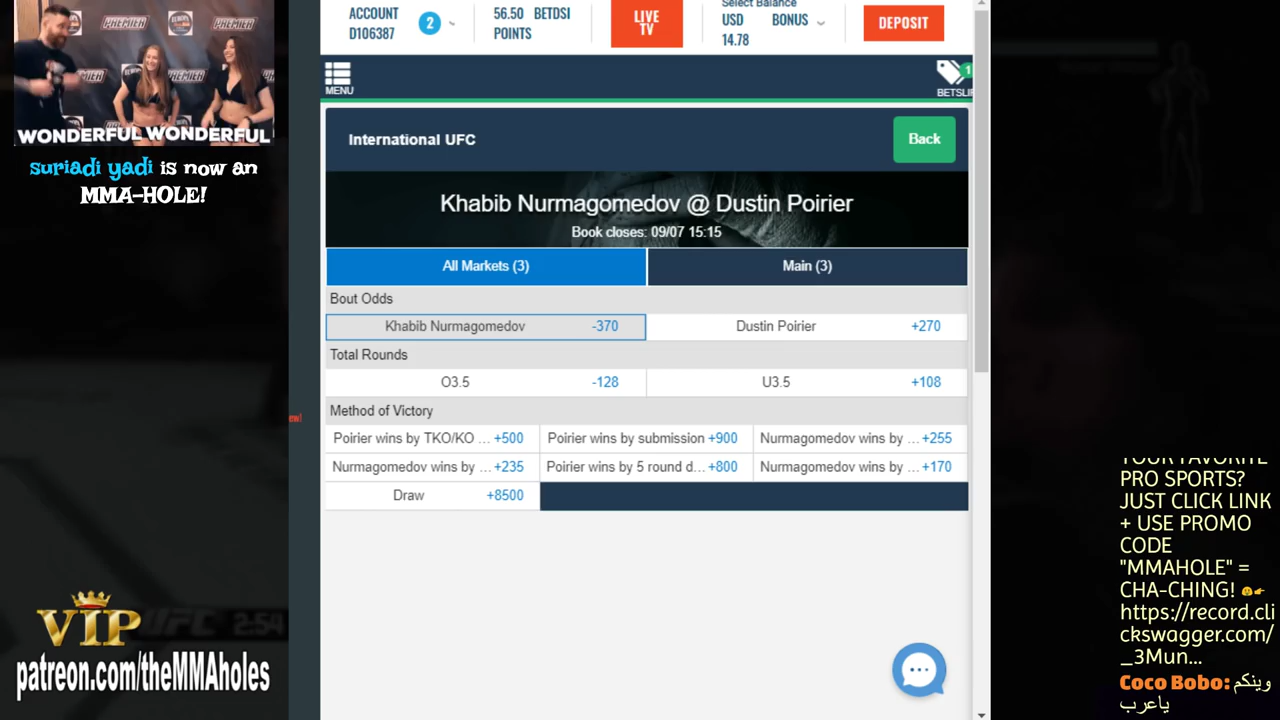 WONDERFUL WONDERFUL
suriadi yadi is now an
MMA-HOLE!
VIP
patreon.com/theMMAholes
UFC 2:54
ACCOUNT
D106387
2
56.50 BETDSI
POINTS
LIVE
TV
Select Balance
USD BONUS
14.78
DEPOSIT
MENU
1
BETSLI
International UFC
Back
Khabib Nurmagomedov @ Dustin Poirier
Book closes: 09/07 15:15
All Markets (3)
Main (3)
Bout Odds
Khabib Nurmagomedov -370 Dustin Poirier +270
Total Rounds
O3.5 -128 U3.5 +108
Method of Victory
Poirier wins by TKO/KO ... +500 Poirier wins by submission +900 Nurmagomedov wins by ... +255
Nurmagomedov wins by ... +235 Poirier wins by 5 round d... +800 Nurmagomedov wins by ... +170
Draw +8500
YOUR FAVORITE
PRO SPORTS?
JUST CLICK LINK
+ USE PROMO
CODE
"MMAHOLE" =
CHA-CHING!
https://record.cli
ckswagger.com/
_3Mun...
Coco Bobo: وينكم
ياعرب